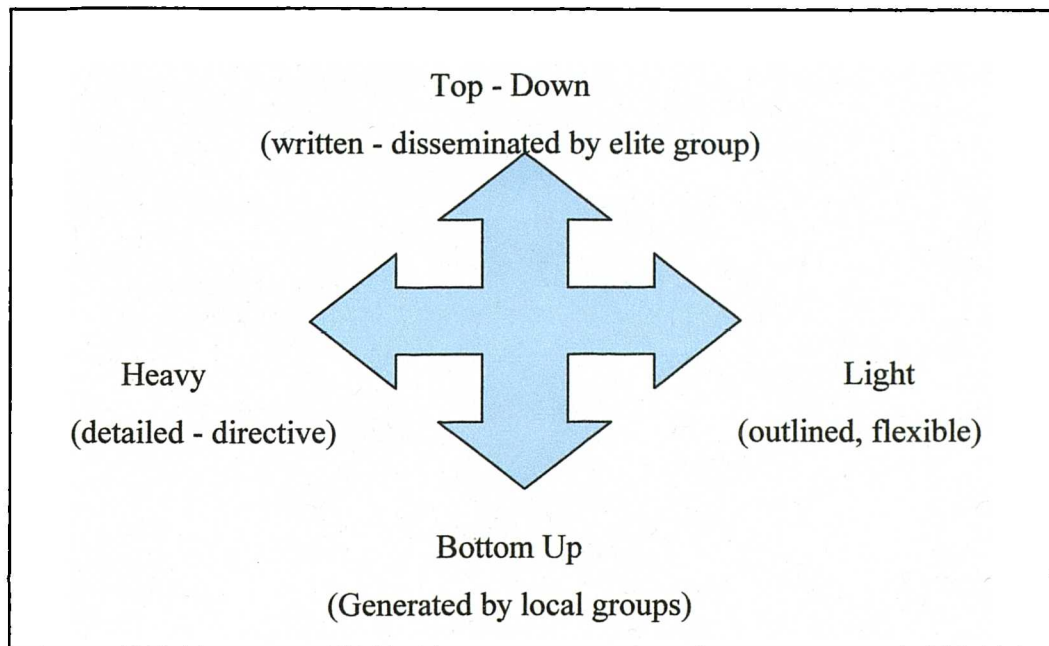 Top - Down
(written - disseminated by elite group)
Heavy
(detailed - directive)
Light
(outlined, flexible)
Bottom Up
(Generated by local groups)